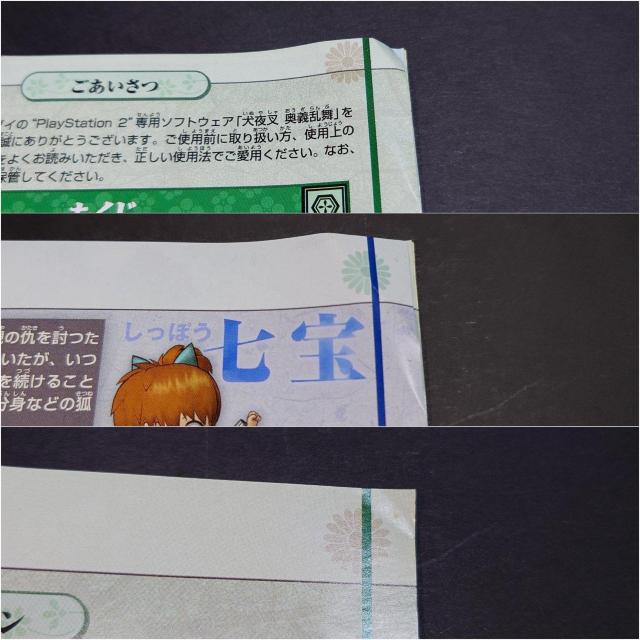 ごあいさつ
イの“PlayStation 2”専用ソフトウェア「犬夜叉 奥義乱舞」を
誠にありがとうございます。ご使用前に取り扱い方、使用上の
をよくお読みいただき、正しい使用法でご愛用ください。なお、
保管してください。
しっぽう
七宝
の仇を討つた
いたが、いつ
を続けること
分身などの狐
ン